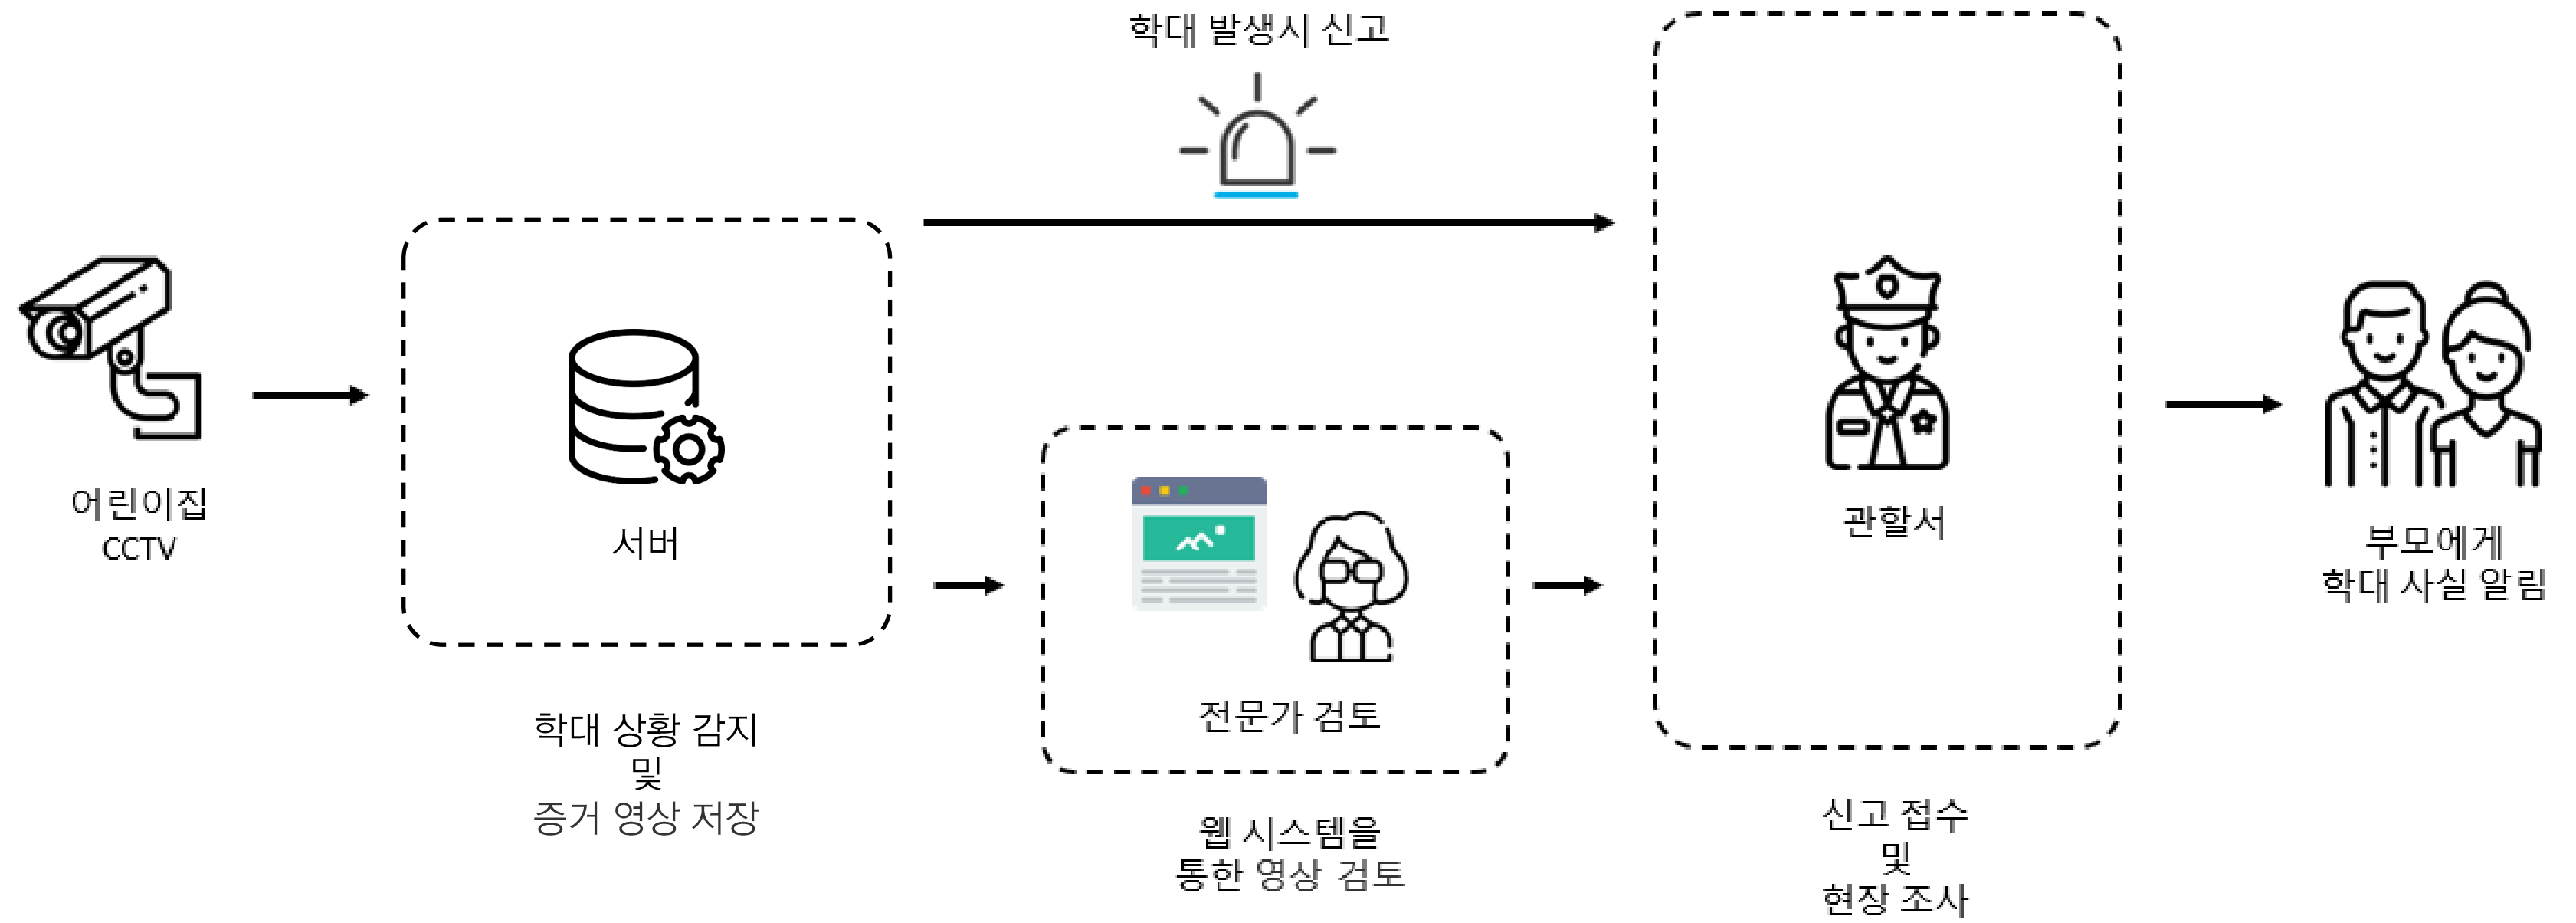 학대 발생시 신고
어린이집
CCTV
서버
학대 상황 감지
및
증거 영상 저장
전문가 검토
웹 시스템을
통한 영상 검토
관할서
신고 접수
및
현장 조사
부모에게
학대 사실 알림